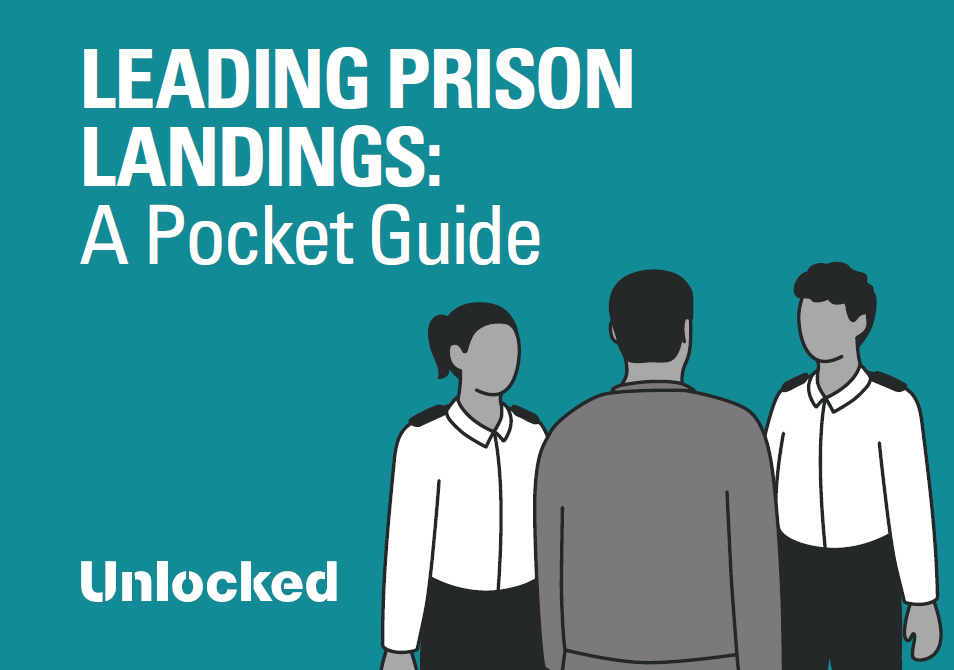 LEADING PRISON
LANDINGS:
A Pocket Guide
Unlocked